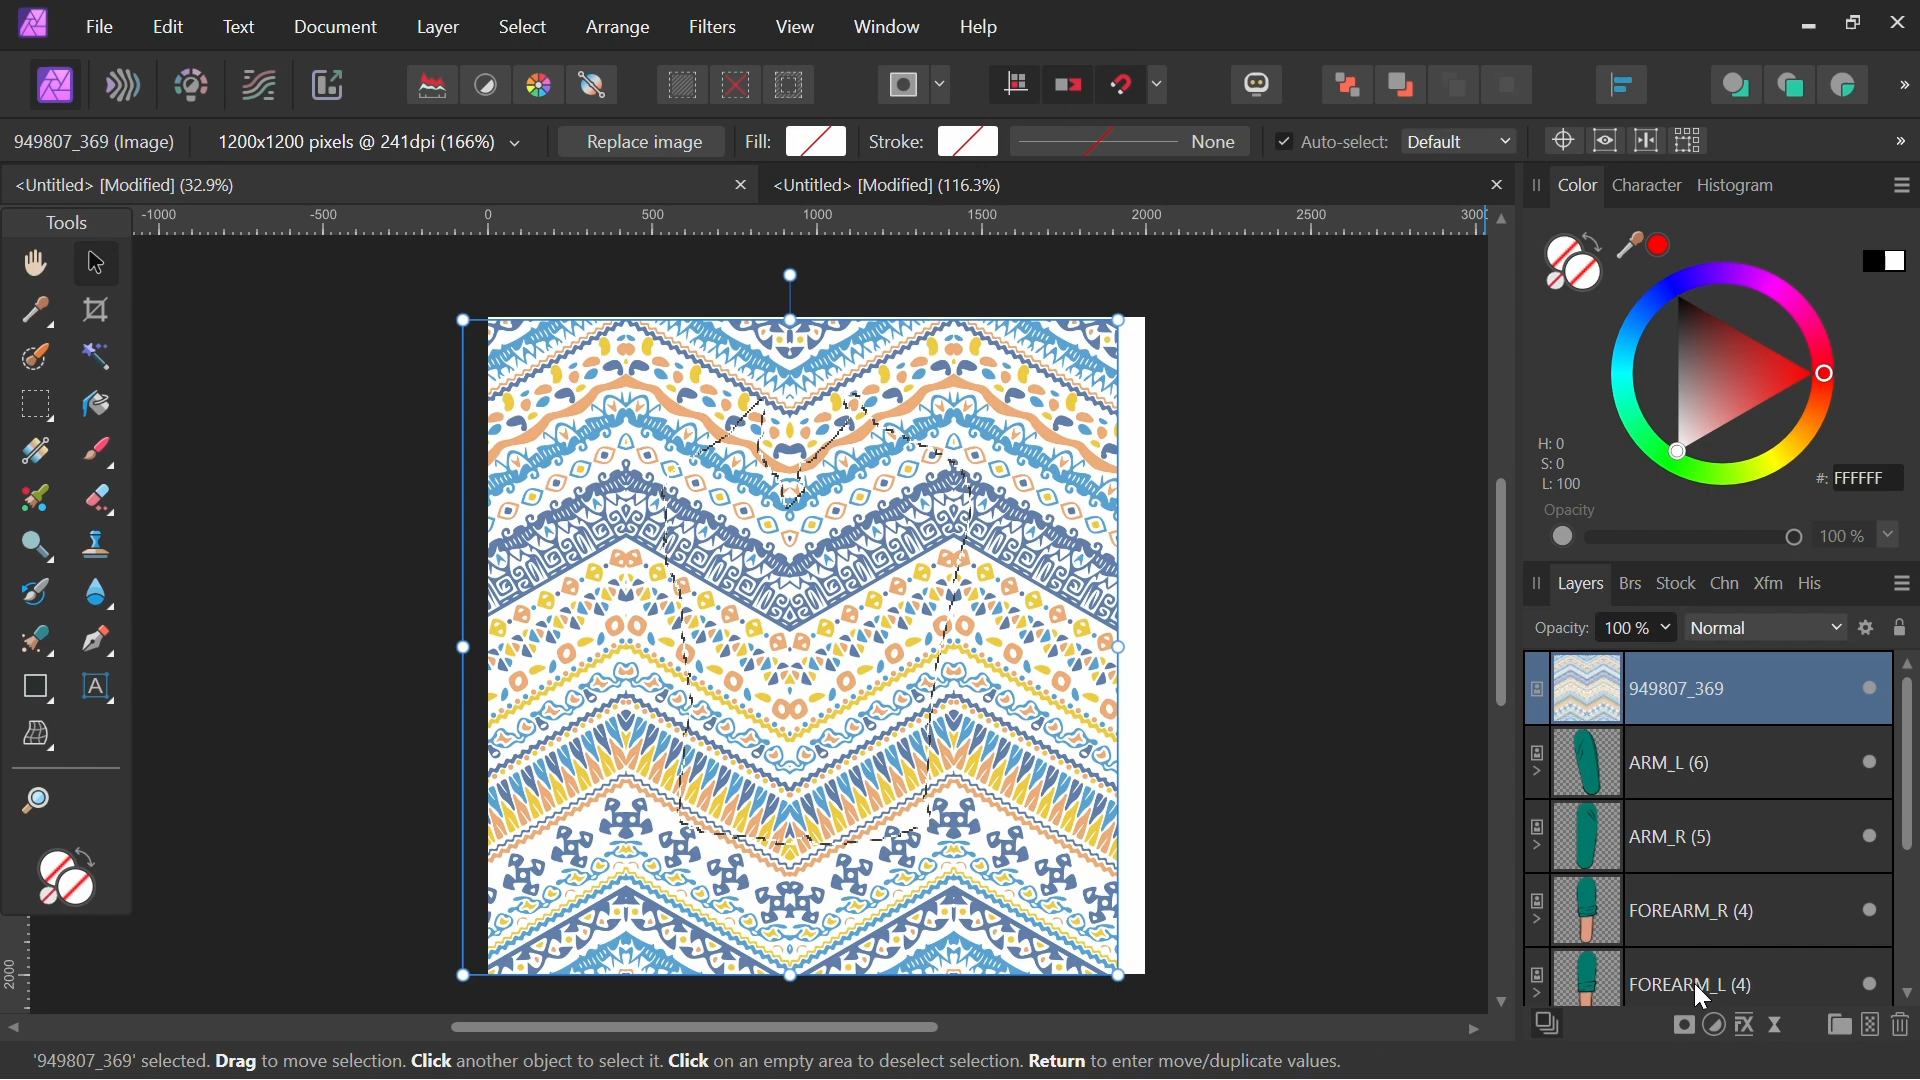 File Edit Text Document Layer Select Arrange Filters View Window Help
949807_369 (Image) 1200x1200 pixels @ 241dpi (166%) Replace image Fill: Stroke: None Auto-select: Default
<Untitled> [Modified] (32.9%) <Untitled> [Modified] (116.3%)
Color Character Histogram
Tools
-1000 -500 0 500 1000 1500 2000 2500 300
H: 0
S: 0
L: 100
#: FFFFFF
Opacity
100 %
Layers Brs Stock Chn Xfm His
Opacity: 100 % Normal
949807_369
ARM_L (6)
ARM_R (5)
FOREARM_R (4)
FOREARM_L (4)
2000
'949807_369' selected. Drag to move selection. Click another object to select it. Click on an empty area to deselect selection. Return to enter move/duplicate values.